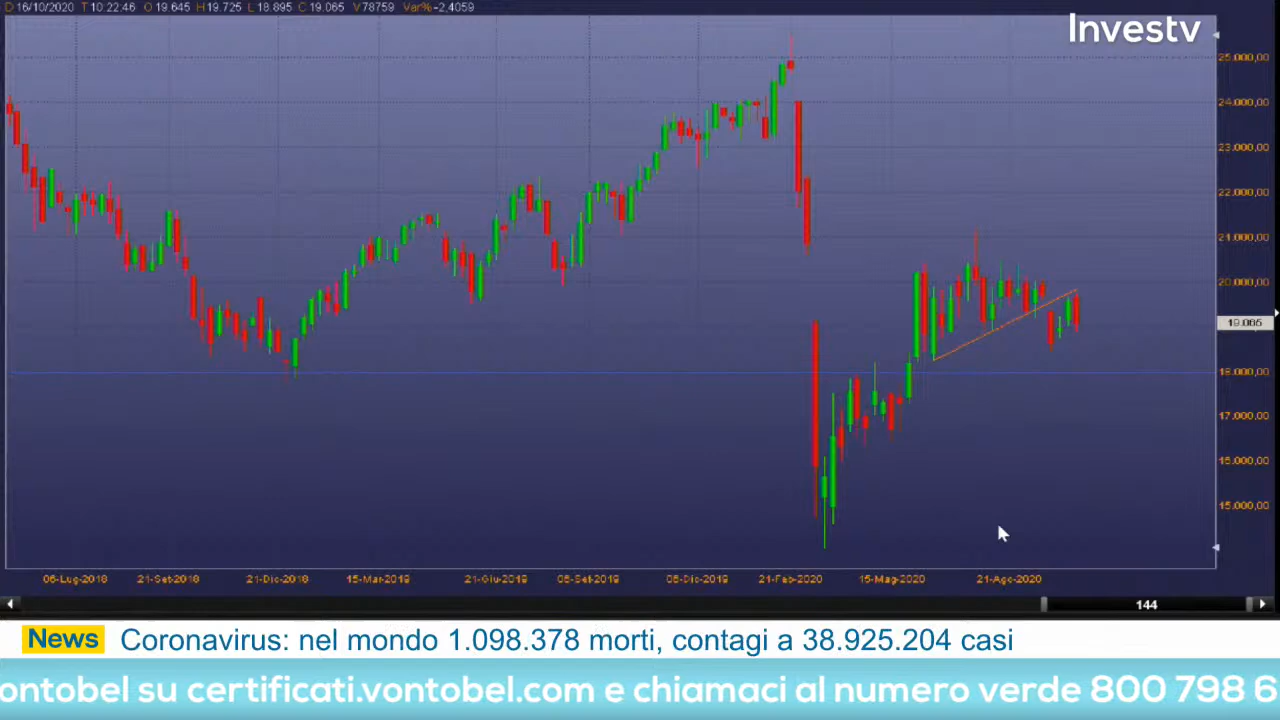 D 16/10/2020 T 10:22:46 O 19.645 H 19.725 L 18.895 C 19.065 V 78759 Var% -2,4059
Investv
25.000,00
24.000,00
23.000,00
22.000,00
21.000,00
20.000,00
19.065
18.000,00
17.000,00
16.000,00
15.000,00
06-Lug-2018 21-Set-2018 21-Dic-2018 15-Mar-2019 21-Giu-2019 06-Set-2019 06-Dic-2019 21-Feb-2020 15-Mag-2020 21-Ago-2020
144
News Coronavirus: nel mondo 1.098.378 morti, contagi a 38.925.204 casi
ontobel su certificati.vontobel.com e chiamaci al numero verde 800 798 6